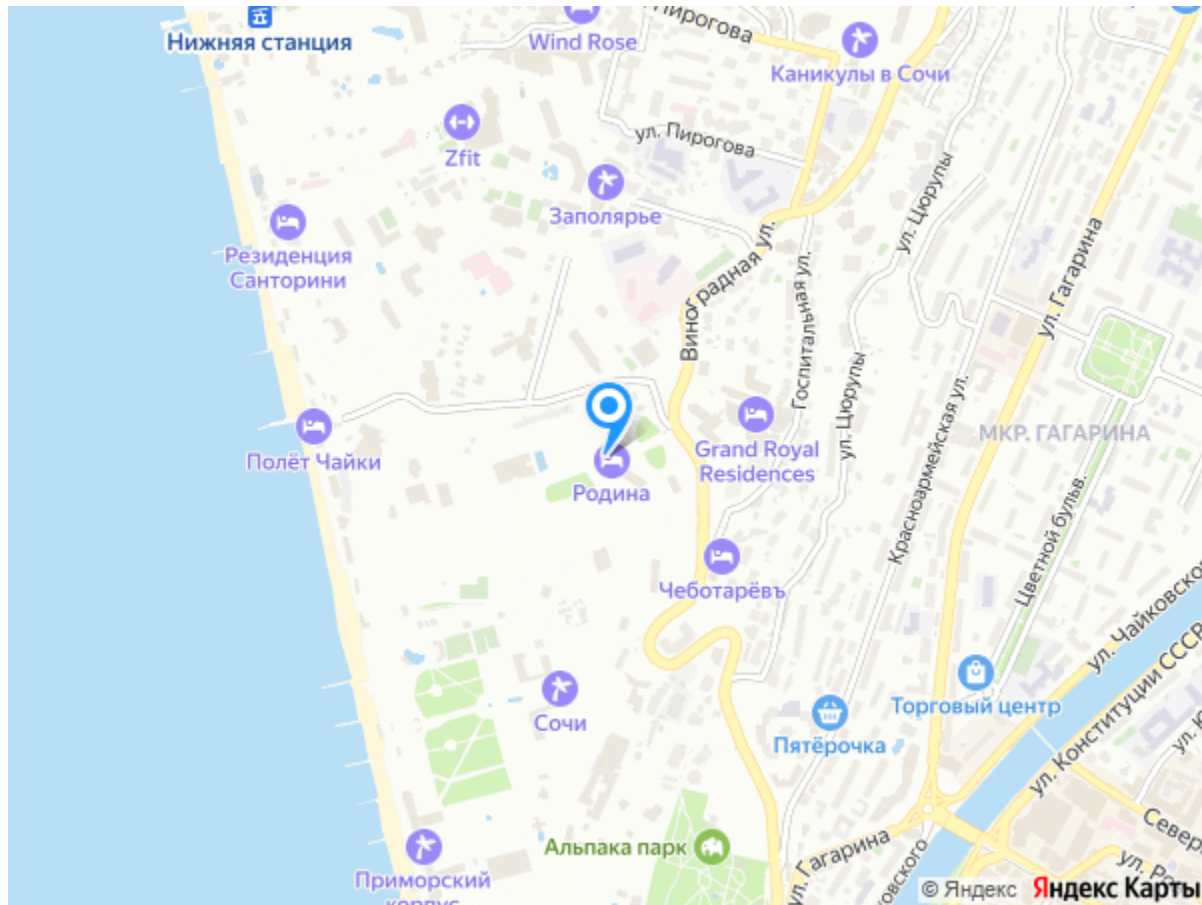 Нижняя станция
Wind Rose
Пирогова
Каникулы в Сочи
Zfit
ул. Пирогова
Заполярье
ул. Цюрупы
Резиденция
Санторини
Виноградная ул.
Госпитальная ул.
ул. Гагарина
ул. Цюрупы
Красноармейская ул.
Полёт Чайки
Родина
Grand Royal
Residences
МКР. ГАГАРИНА
Цветной бульв.
Чеботарёвъ
ул. Чайковского
ул. Конституции СССР
Сочи
Пятёрочка
Торговый центр
Альпака парк
Приморский
корпус
ул. Гагарина
Север
© Яндекс Яндекс Карты